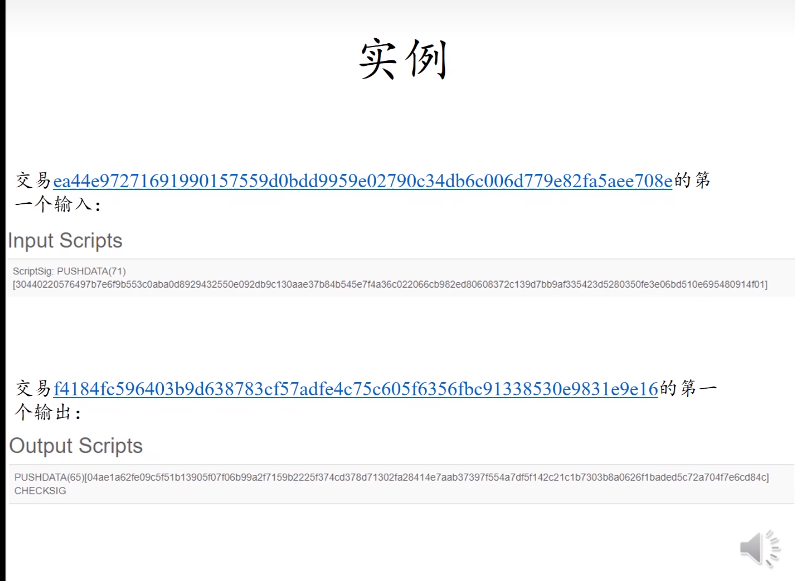 实例
交易ea44e97271691990157559d0bdd9959e02790c34db6c006d779e82fa5aee708e的第
一个输入：
Input Scripts
ScriptSig: PUSHDATA(71)
[30440220576497b7e6f9b553c0aba0d8929432550e092db9c130aae37b84b545e7f4a36c022066cb982ed80608372c139d7bb9af335423d5280350fe3e06bd510e695480914f01]
交易f4184fc596403b9d638783cf57adfe4c75c605f6356fbc91338530e9831e9e16的第一
个输出：
Output Scripts
PUSHDATA(65)[04ae1a62fe09c5f51b13905f07f06b99a2f7159b2225f374cd378d71302fa28414e7aab37397f554a7df5f142c21c1b7303b8a0626f1baded5c72a704f7e6cd84c]
CHECKSIG